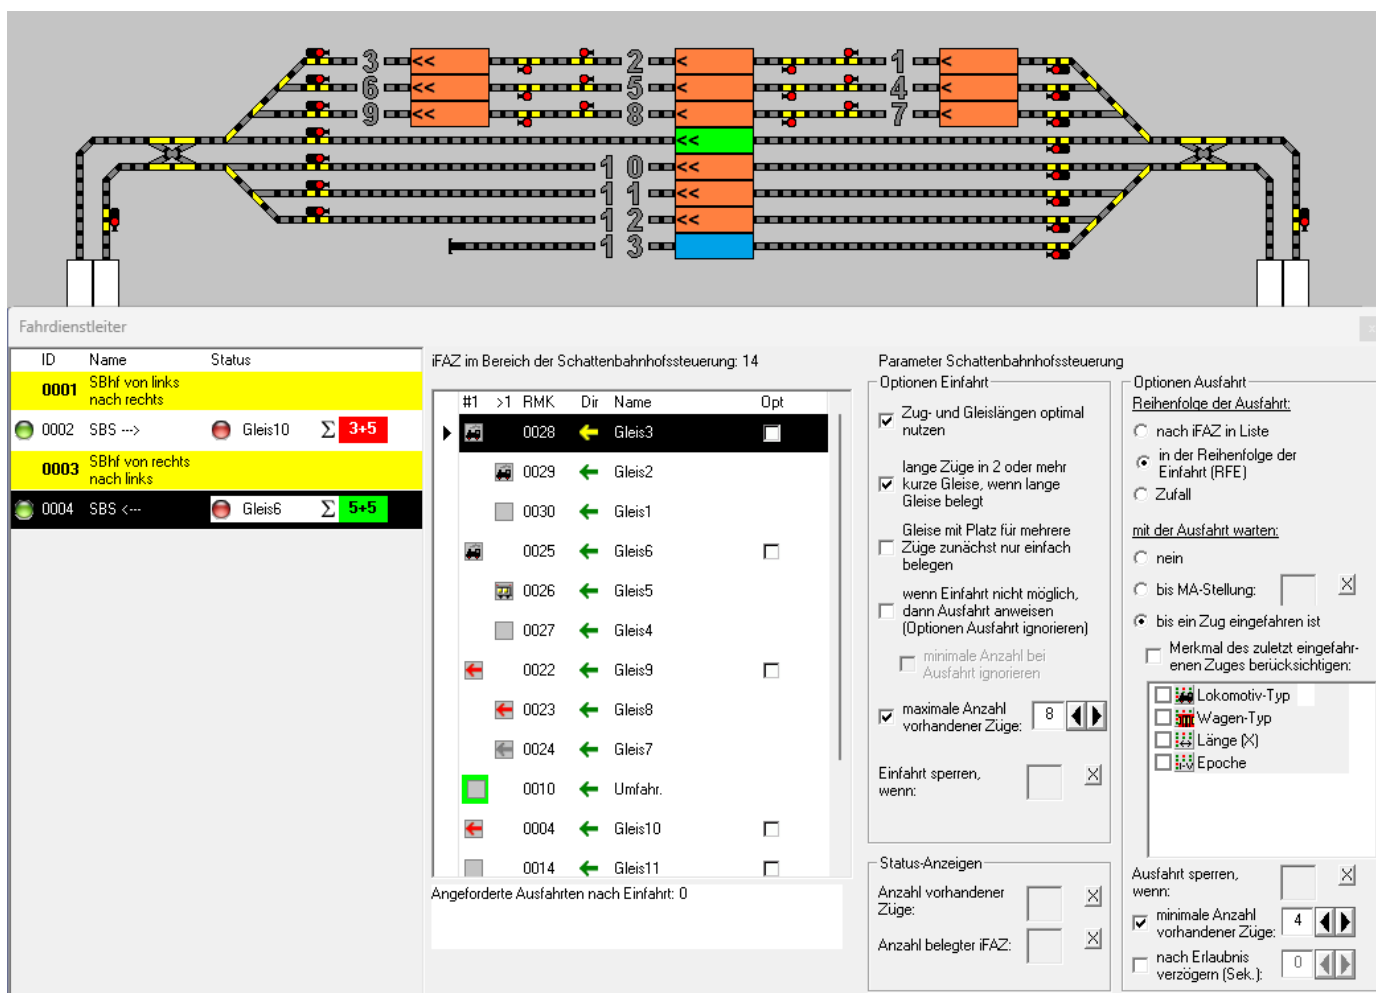 3 << 2 < 1 <
6 << 5 < 4 <
9 << 8 < 7 <
<<
1 0 <<
1 1 <<
1 2 <<
1 3
Fahrdienstleiter x
ID Name Status
0001 SBhf von links
nach rechts
0002 SBS ---> Gleis10 Σ 3+5
0003 SBhf von rechts
nach links
0004 SBS <--- Gleis6 Σ 5+5
iFAZ im Bereich der Schattenbahnhofssteuerung: 14
#1 >1 RMK Dir Name Opt
0028 Gleis3
0029 Gleis2
0030 Gleis1
0025 Gleis6
0026 Gleis5
0027 Gleis4
0022 Gleis9
0023 Gleis8
0024 Gleis7
0010 Umfahr.
0004 Gleis10
0014 Gleis11
Angeforderte Ausfahrten nach Einfahrt: 0
Parameter Schattenbahnhofssteuerung
Optionen Einfahrt
Zug- und Gleislängen optimal
nutzen
lange Züge in 2 oder mehr
kurze Gleise, wenn lange
Gleise belegt
Gleise mit Platz für mehrere
Züge zunächst nur einfach
belegen
wenn Einfahrt nicht möglich,
dann Ausfahrt anweisen
(Optionen Ausfahrt ignorieren)
minimale Anzahl bei
Ausfahrt ignorieren
maximale Anzahl
vorhandener Züge: 8
Einfahrt sperren,
wenn: X
Status-Anzeigen
Anzahl vorhandener
Züge: X
Anzahl belegter iFAZ: X
Optionen Ausfahrt
Reihenfolge der Ausfahrt:
nach iFAZ in Liste
in der Reihenfolge der
Einfahrt (RFE)
Zufall
mit der Ausfahrt warten:
nein
bis MA-Stellung: X
bis ein Zug eingefahren ist
Merkmal des zuletzt eingefahr-
enen Zuges berücksichtigen:
Lokomotiv-Typ
Wagen-Typ
Länge (X)
I-V Epoche
Ausfahrt sperren,
wenn: X
minimale Anzahl
vorhandener Züge: 4
nach Erlaubnis
verzögern (Sek.): 0